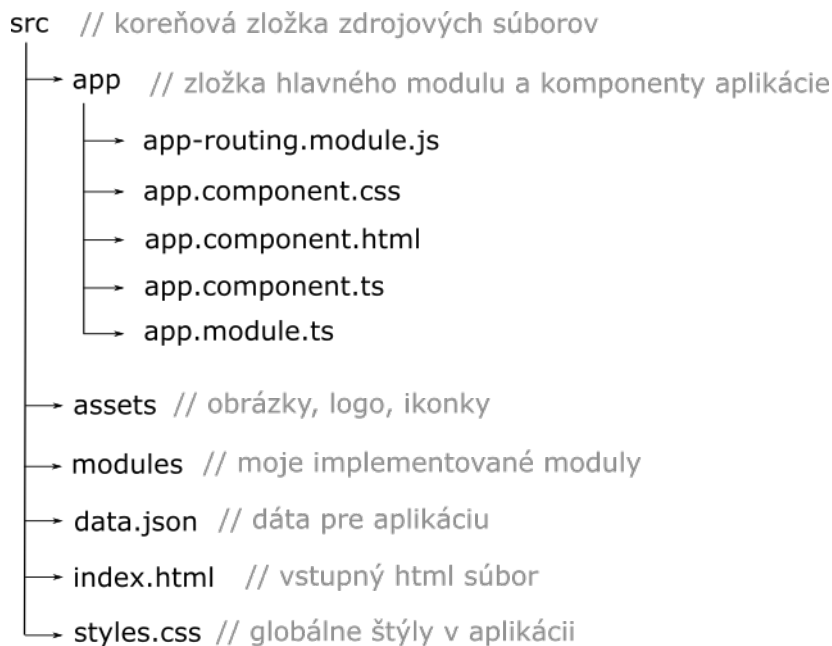 src // koreňová zložka zdrojových súborov
app // zložka hlavného modulu a komponenty aplikácie
app-routing.module.js
app.component.css
app.component.html
app.component.ts
app.module.ts
assets // obrázky, logo, ikonky
modules // moje implementované moduly
data.json // dáta pre aplikáciu
index.html // vstupný html súbor
styles.css // globálne štýly v aplikácii